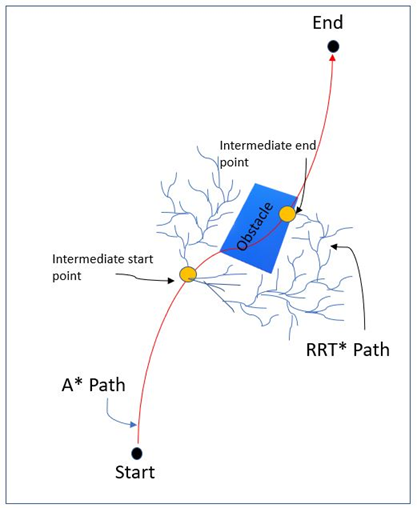 End
Intermediate end
point
Obstacle
Intermediate start
point
RRT* Path
A* Path
Start